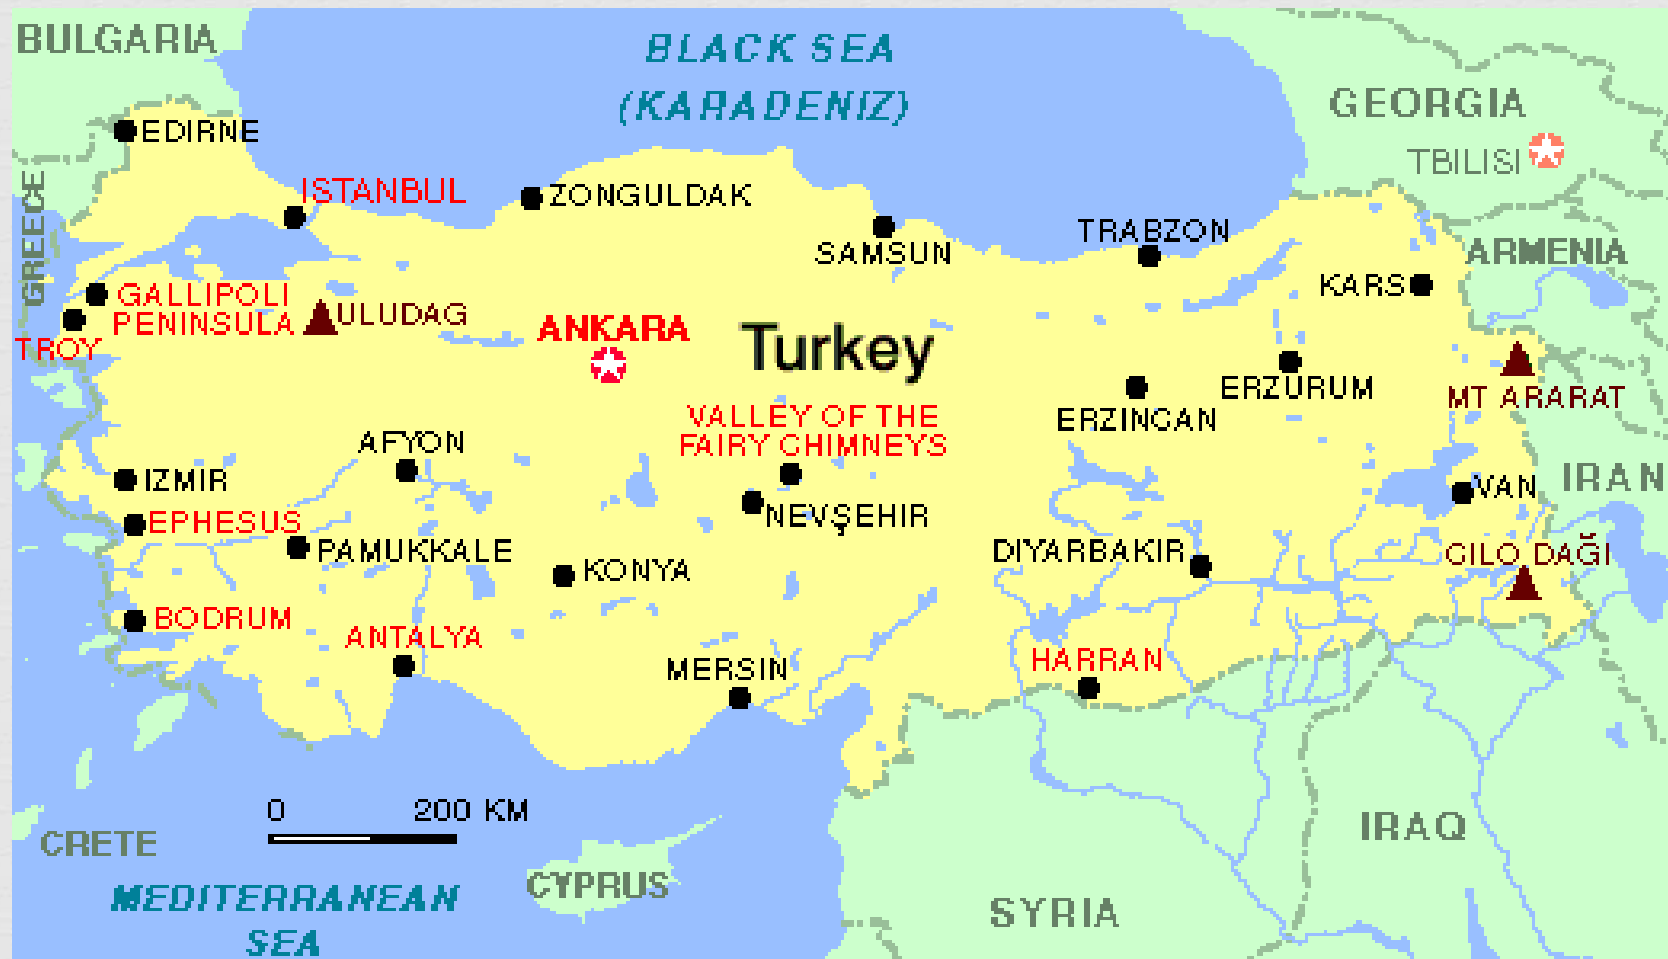 BULGARIA
BLACK SEA
(KARADENIZ)
GEORGIA
TBILISI
EDIRNE
GREECE
ISTANBUL
ZONGULDAK
SAMSUN
TRABZON
ARMENIA
KARS
GALLIPOLI
PENINSULA
ULUDAG
TROY
ANKARA
Turkey
ERZURUM
MT ARARAT
ERZINCAN
VALLEY OF THE
FAIRY CHIMNEYS
AFYON
IZMIR
IRAN
VAN
NEVŞEHIR
EPHESUS
PAMUKKALE
DIYARBAKIR
CILO DAĞI
KONYA
BODRUM
ANTALYA
MERSIN
HARRAN
0 200 KM
CRETE
IRAQ
CYPRUS
MEDITERRANEAN
SEA
SYRIA